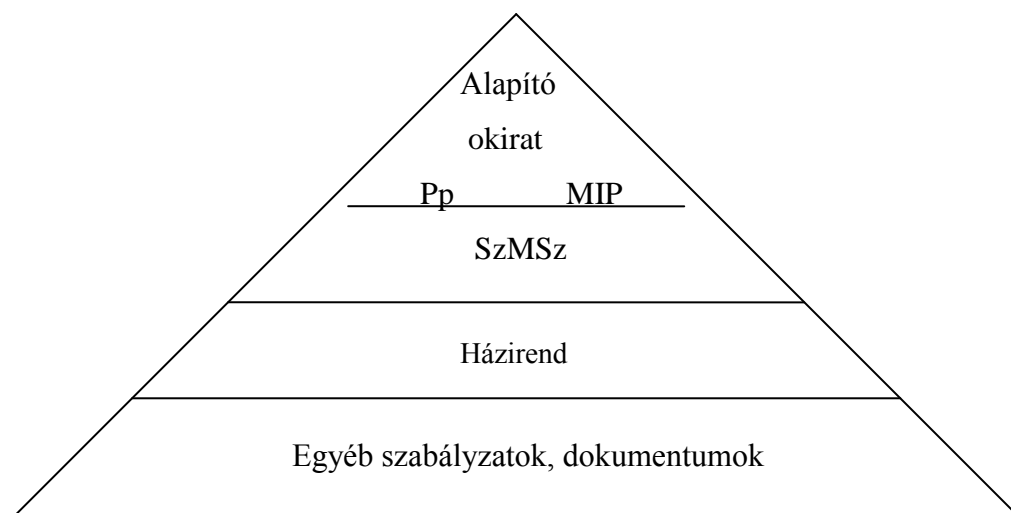 Alapító
okirat
Pp MIP
SzMSz
Házirend
Egyéb szabályzatok, dokumentumok